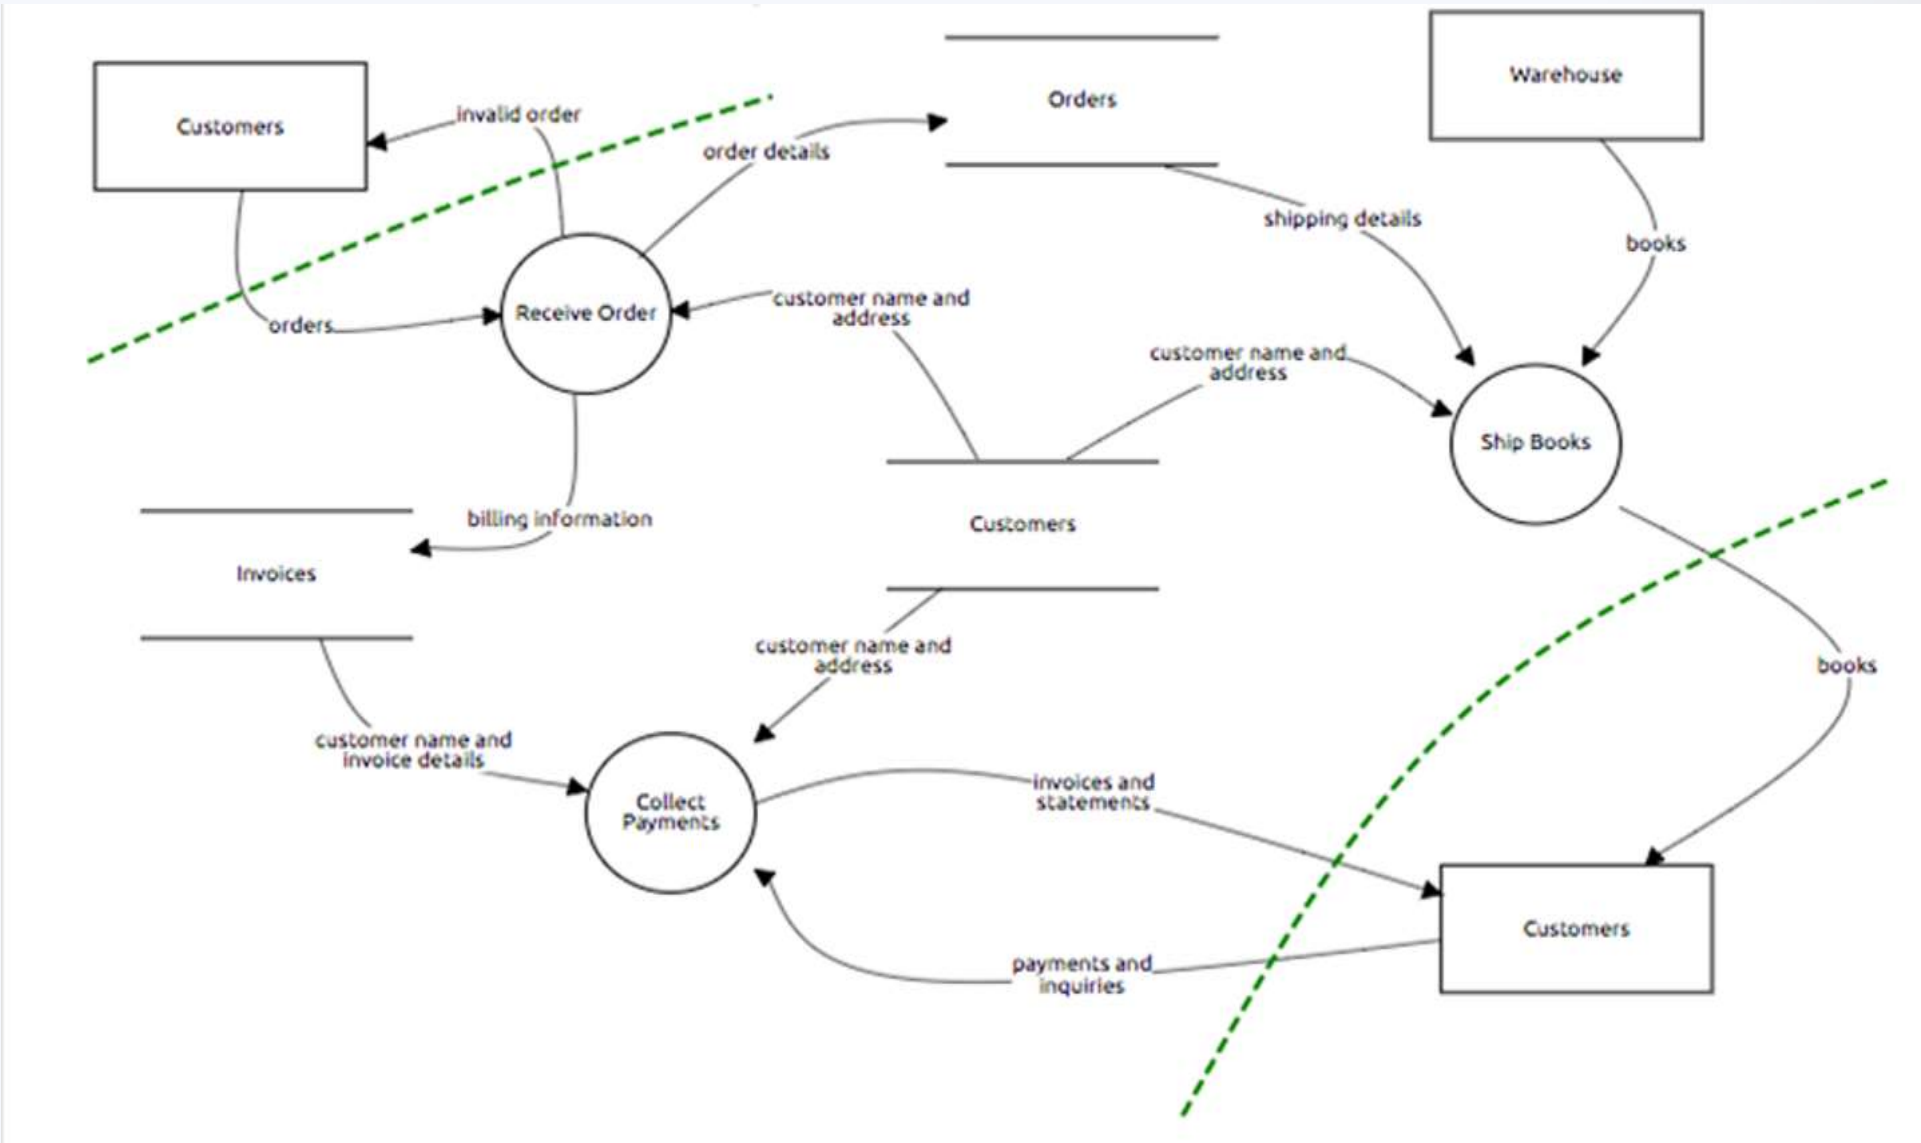 Warehouse
Orders
Customers
invalid order
order details
shipping details
books
customer name and
address
Receive Order
orders
customer name and
address
Ship Books
billing information
Customers
Invoices
customer name and
address
books
customer name and
invoice details
invoices and
statements
Collect
Payments
Customers
payments and
inquiries